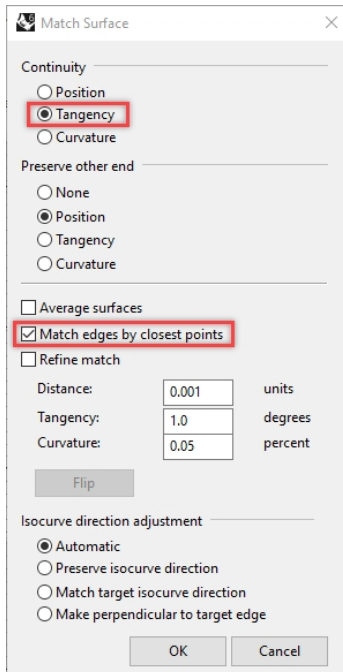 Match Surface
Continuity
Position
Tangency
Curvature
Preserve other end
None
Position
Tangency
Curvature
Average surfaces
Match edges by closest points
Refine match
Distance: 0.001 units
Tangency: 1.0 degrees
Curvature: 0.05 percent
Flip
Isocurve direction adjustment
Automatic
Preserve isocurve direction
Match target isocurve direction
Make perpendicular to target edge
OK Cancel